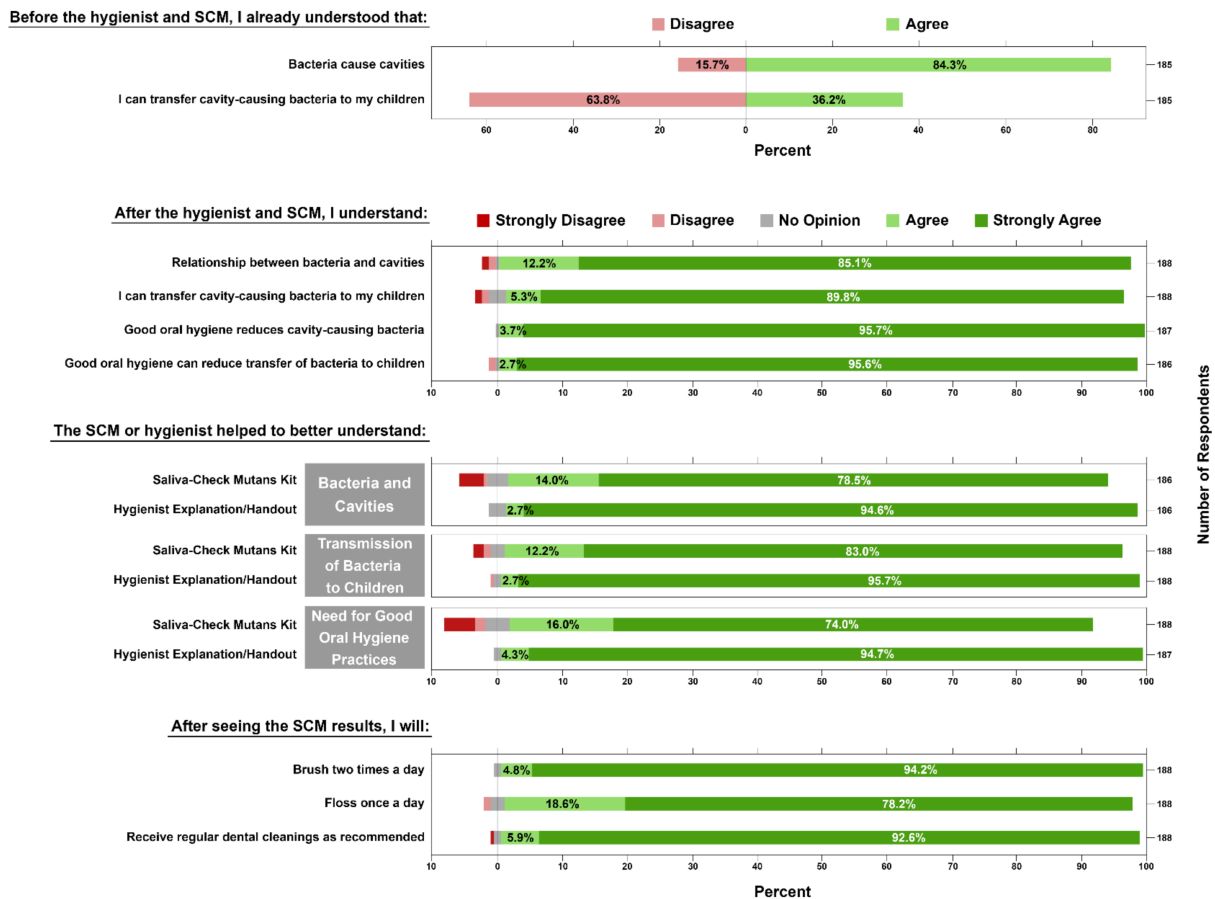 Before the hygienist and SCM, I already understood that:
Disagree
Agree
Bacteria cause cavities
15.7%
84.3%
185
I can transfer cavity-causing bacteria to my children
63.8%
36.2%
185
60
40
20
0
20
40
60
80
Percent
After the hygienist and SCM, I understand:
Strongly Disagree
Disagree
No Opinion
Agree
Strongly Agree
Relationship between bacteria and cavities
12.2%
85.1%
188
I can transfer cavity-causing bacteria to my children
5.3%
89.8%
188
Good oral hygiene reduces cavity-causing bacteria
3.7%
95.7%
187
Good oral hygiene can reduce transfer of bacteria to children
2.7%
95.6%
186
10
0
10
20
30
40
50
60
70
80
90
100
Number of Respondents
The SCM or hygienist helped to better understand:
Bacteria and
Cavities
Saliva-Check Mutans Kit
14.0%
78.5%
186
Hygienist Explanation/Handout
2.7%
94.6%
186
Transmission
of Bacteria
to Children
Saliva-Check Mutans Kit
12.2%
83.0%
188
Hygienist Explanation/Handout
2.7%
95.7%
188
Need for Good
Oral Hygiene
Practices
Saliva-Check Mutans Kit
16.0%
74.0%
188
Hygienist Explanation/Handout
4.3%
94.7%
187
10
0
10
20
30
40
50
60
70
80
90
100
After seeing the SCM results, I will:
Brush two times a day
4.8%
94.2%
188
Floss once a day
18.6%
78.2%
188
Receive regular dental cleanings as recommended
5.9%
92.6%
188
10
0
10
20
30
40
50
60
70
80
90
100
Percent